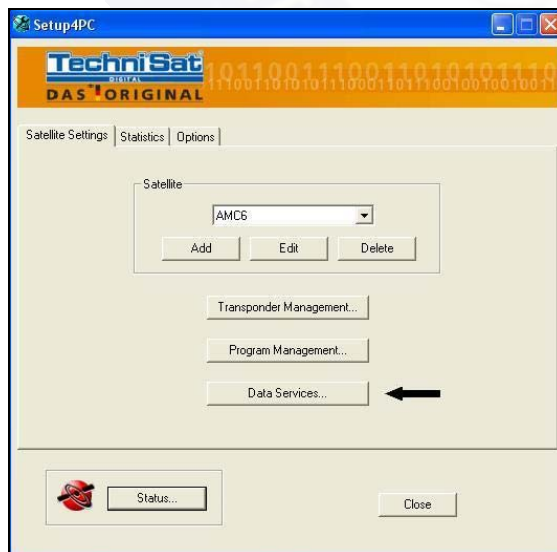 Setup4PC
TechniSat
DIGITAL
DAS ORIGINAL
Satellite Settings
Statistics
Options
Satellite
AMC6
Add
Edit
Delete
Transponder Management...
Program Management...
Data Services...
Status...
Close